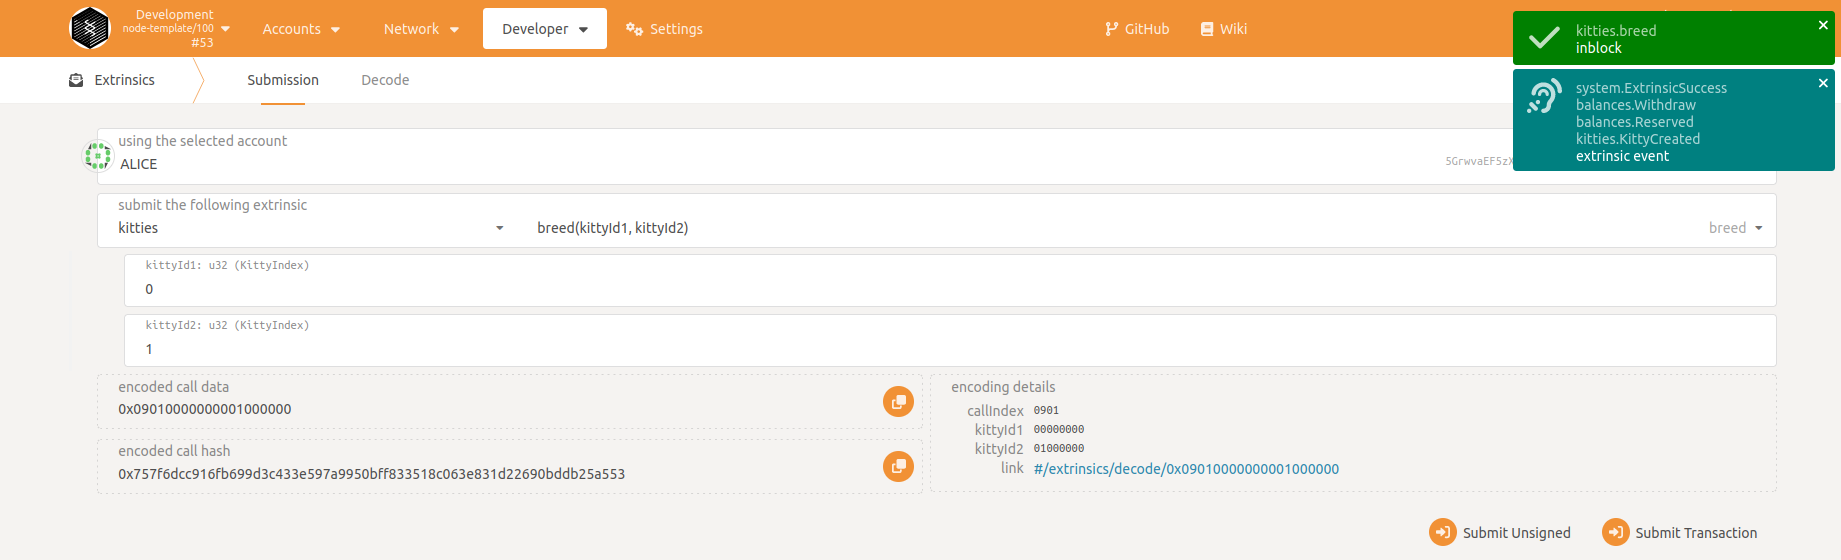 Development
node-template/100
#53
Accounts
Network
Developer
Settings
GitHub
Wiki
kitties.breed
inblock
system.ExtrinsicSuccess
balances.Withdraw
balances.Reserved
kitties.KittyCreated
extrinsic event
Extrinsics
Submission
Decode
using the selected account
ALICE
5GrwvaEF5zX
submit the following extrinsic
kitties
breed(kittyId1, kittyId2)
breed
kittyId1: u32 (KittyIndex)
0
kittyId2: u32 (KittyIndex)
1
encoded call data
0x09010000000001000000
encoded call hash
0x757f6dcc916fb699d3c433e597a9950bff833518c063e831d22690bddb25a553
encoding details
callIndex 0901
kittyId1 00000000
kittyId2 01000000
link #/extrinsics/decode/0x09010000000001000000
Submit Unsigned
Submit Transaction